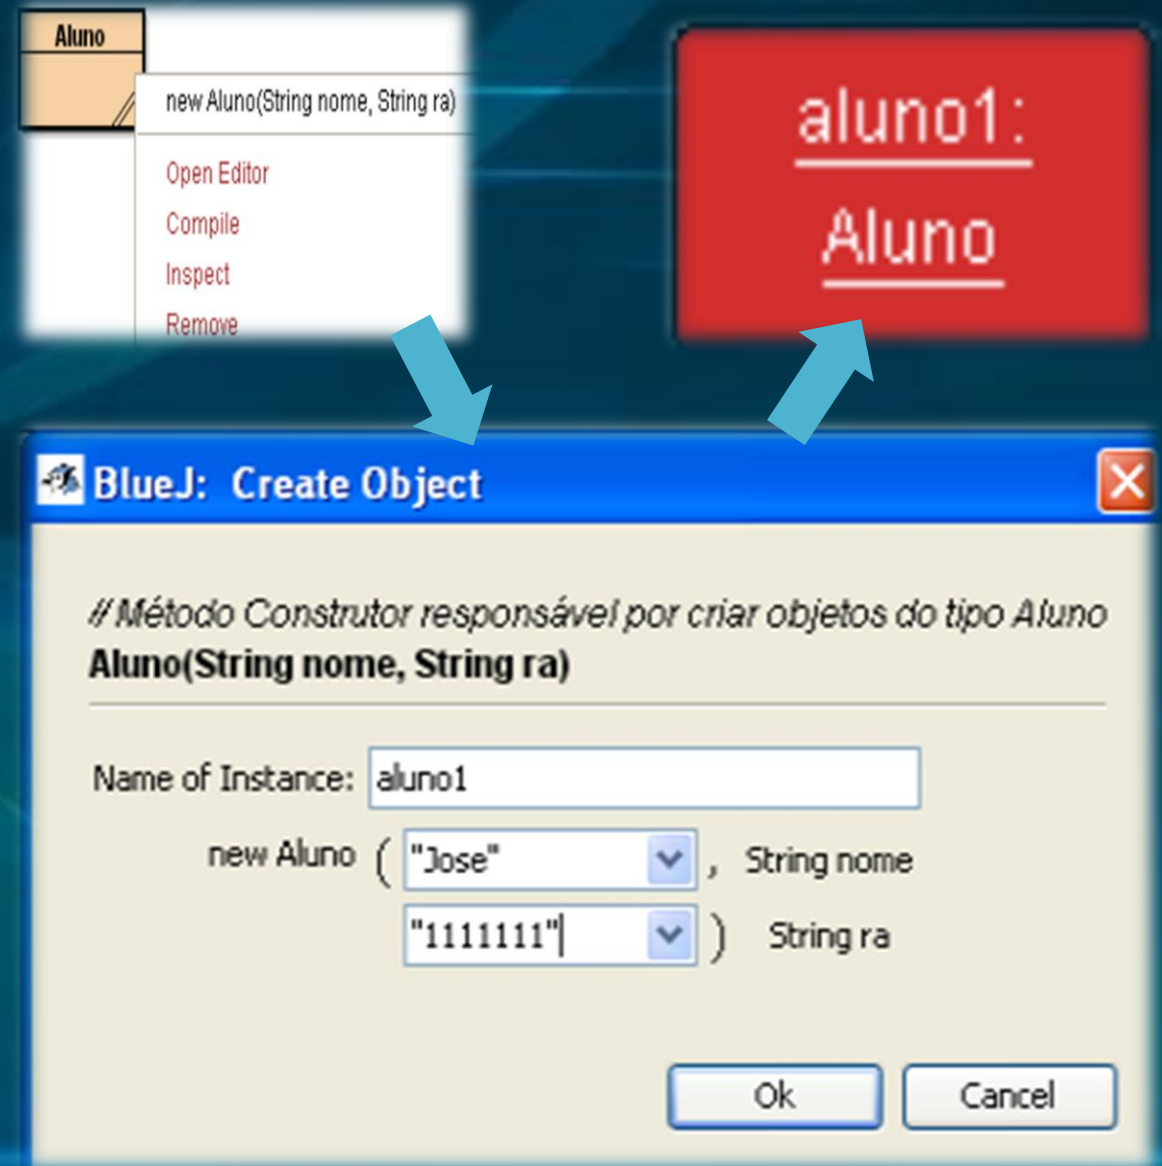 Aluno
new Aluno(String nome, String ra)
Open Editor
Compile
Inspect
Remove
aluno1:
Aluno
BlueJ: Create Object
// Método Construtor responsável por criar objetos do tipo Aluno
Aluno(String nome, String ra)
Name of Instance: aluno1
new Aluno ( "Jose" , String nome
"1111111" ) String ra
Ok Cancel